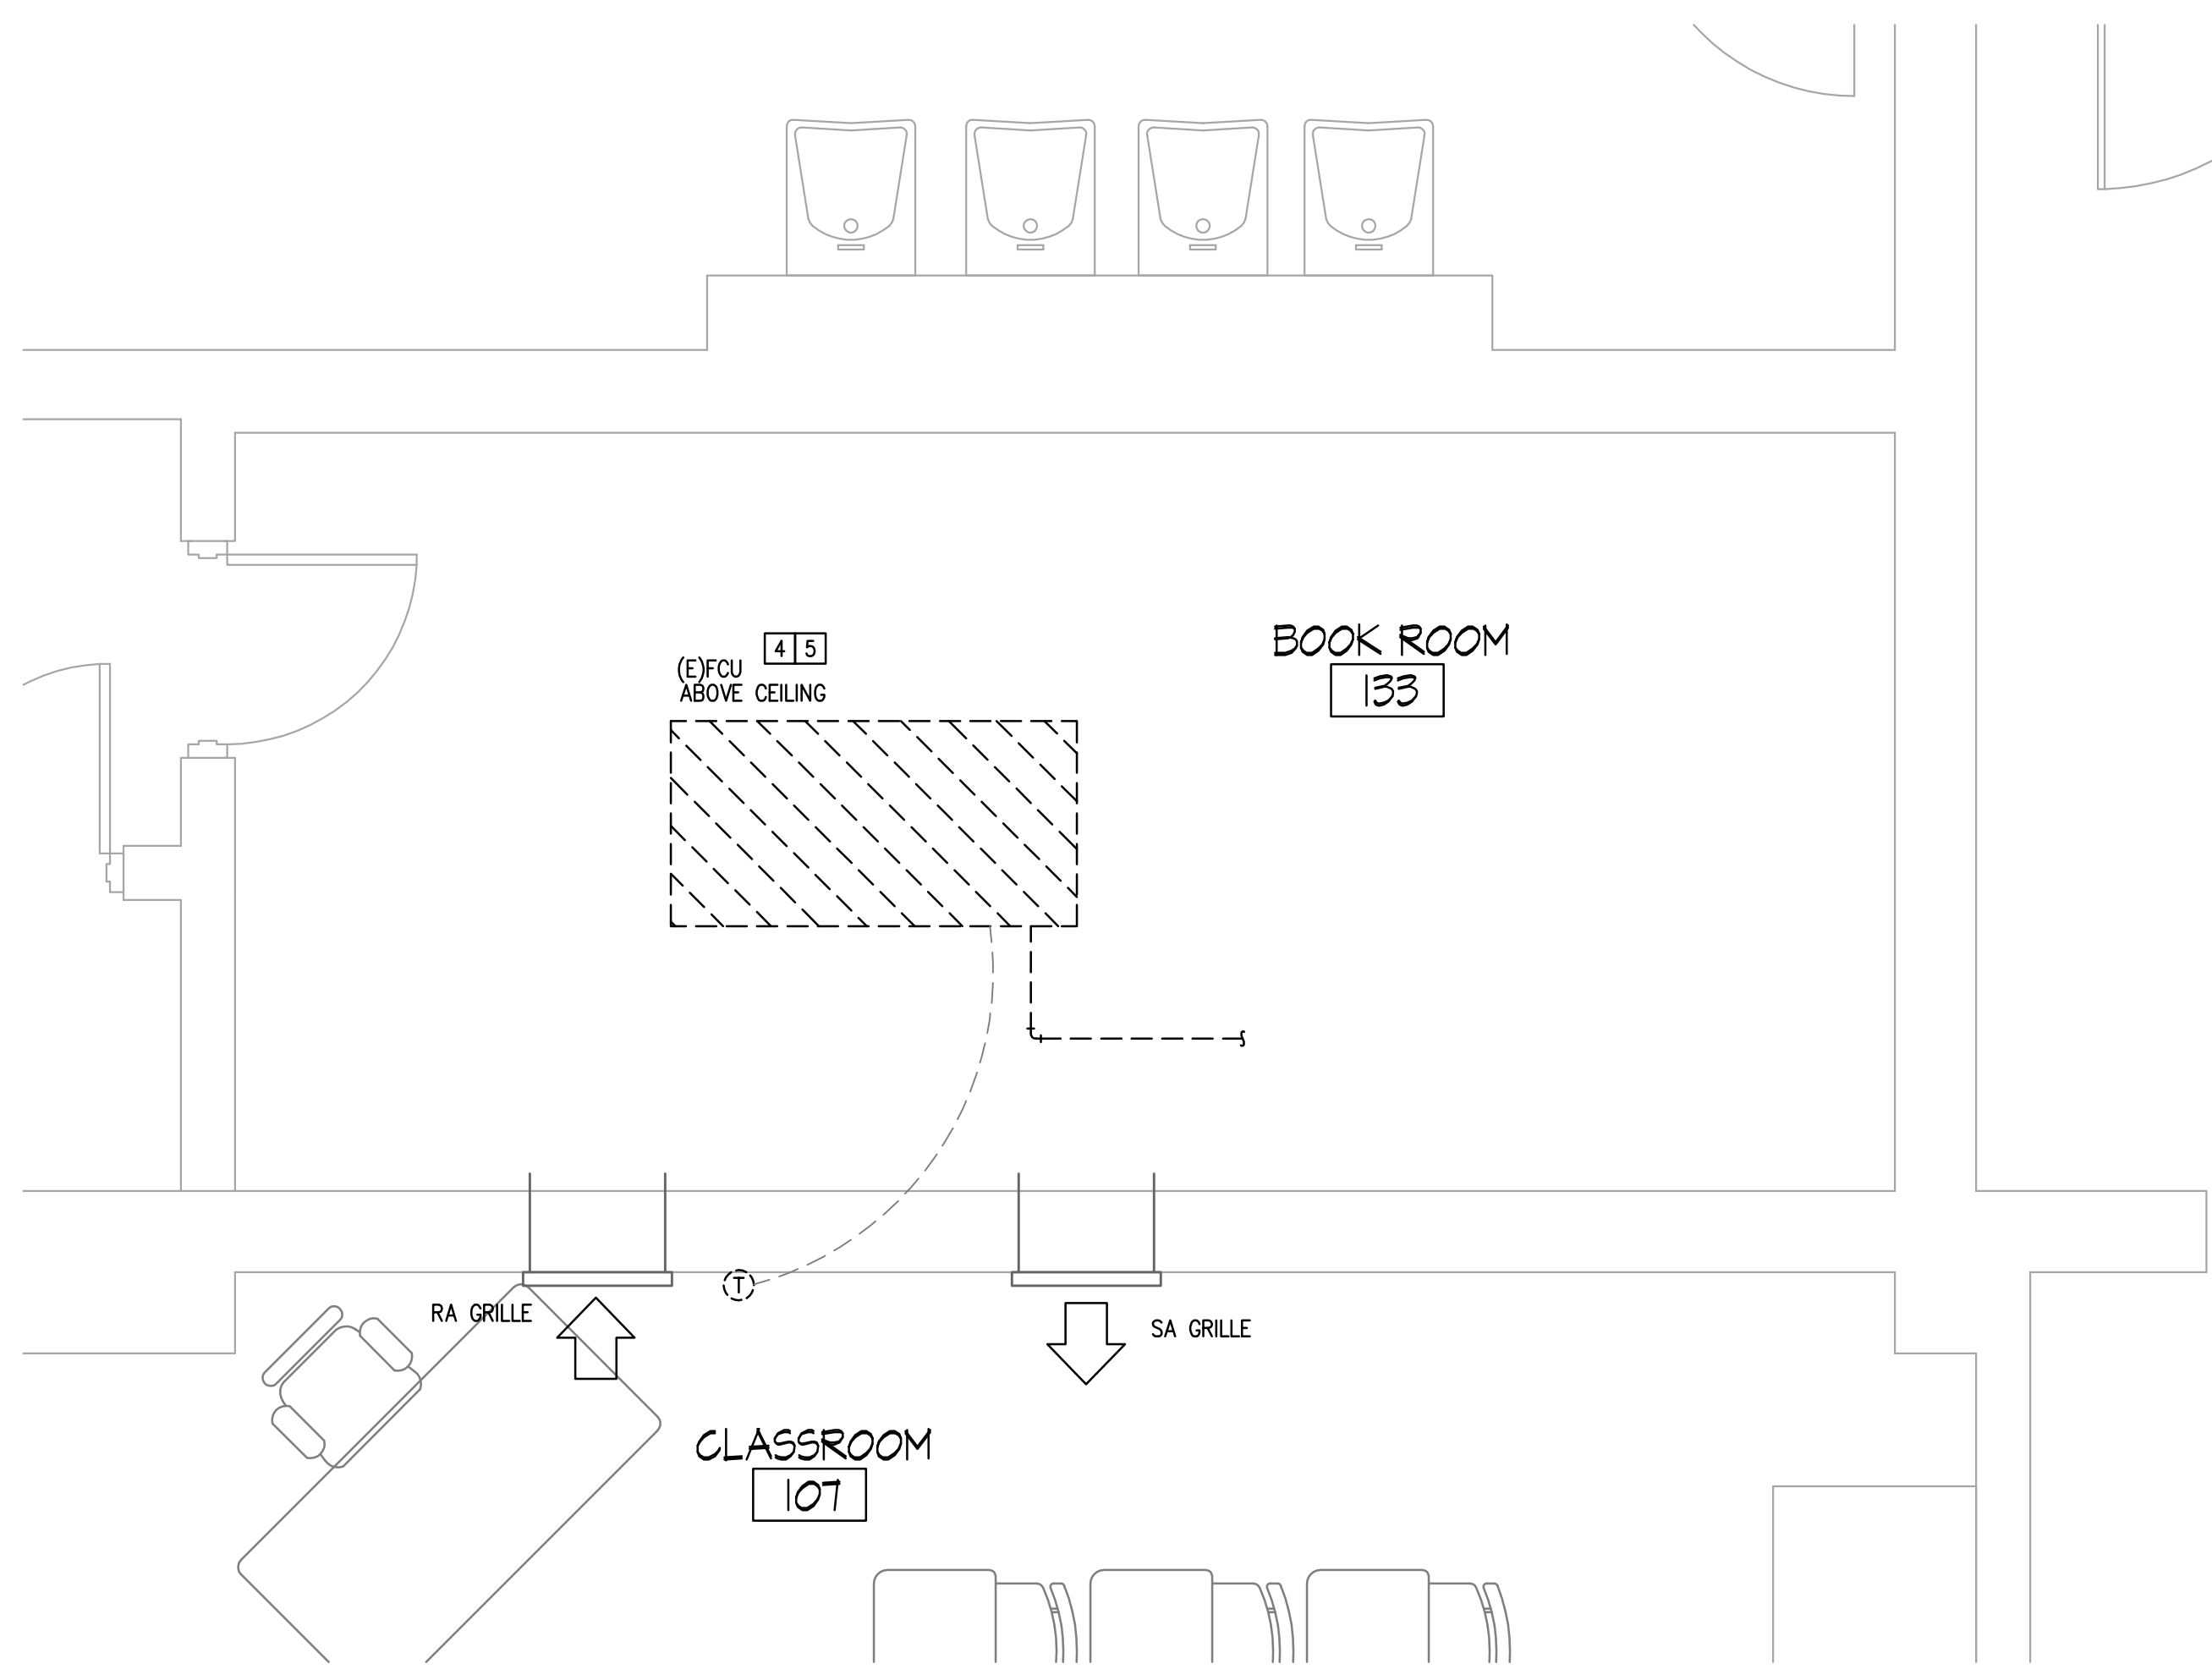 4 5
(E)FCU
ABOVE CEILING
BOOK ROOM
133
T
RA GRILLE
SA GRILLE
CLASSROOM
107